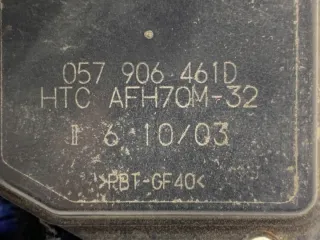 057 906 461D
HTC AFH70M-32
6 10/03
>PBT-GF40<